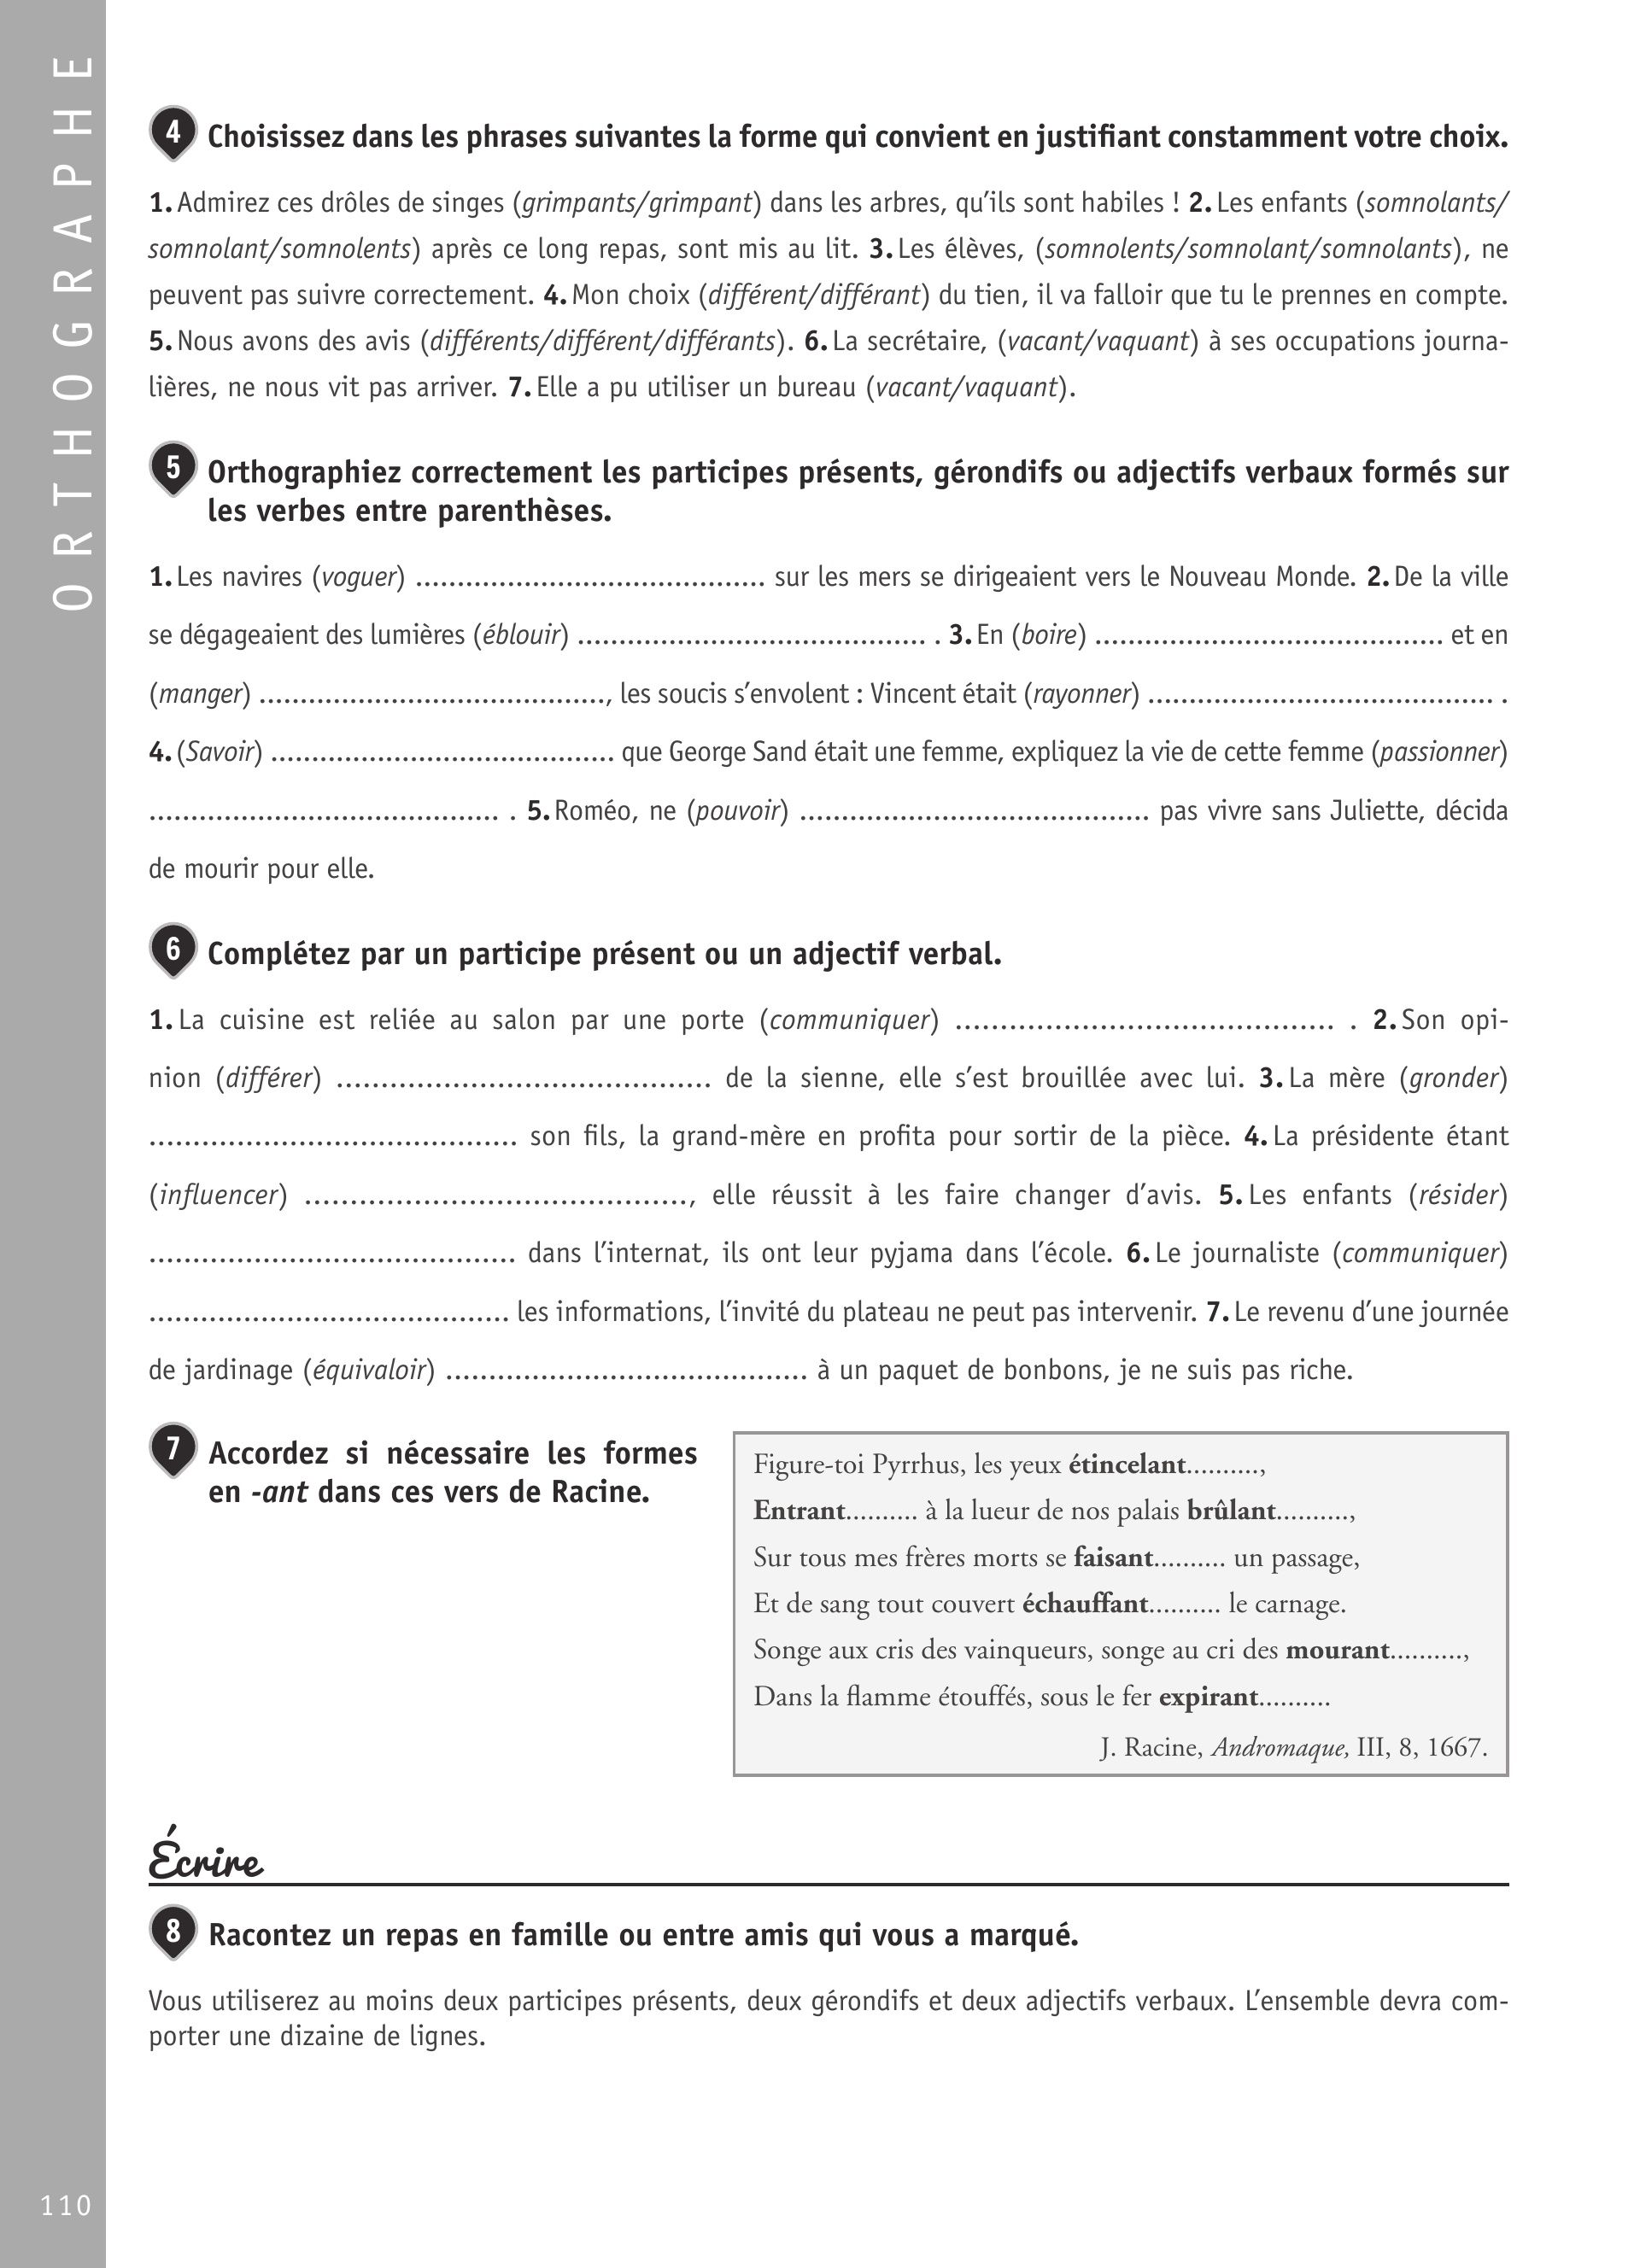 ORTHOGRAPHE
4 Choisissez dans les phrases suivantes la forme qui convient en justifiant constamment votre choix.
1. Admirez ces drôles de singes (grimpants/grimpant) dans les arbres, qu’ils sont habiles ! 2. Les enfants (somnolants/
somnolant/somnolents) après ce long repas, sont mis au lit. 3. Les élèves, (somnolents/somnolant/somnolants), ne
peuvent pas suivre correctement. 4. Mon choix (différent/différant) du tien, il va falloir que tu le prennes en compte.
5. Nous avons des avis (différents/différent/différants). 6. La secrétaire, (vacant/vaquant) à ses occupations journa-
lières, ne nous vit pas arriver. 7. Elle a pu utiliser un bureau (vacant/vaquant).
5 Orthographiez correctement les participes présents, gérondifs ou adjectifs verbaux formés sur
les verbes entre parenthèses.
1. Les navires (voguer) .......................................... sur les mers se dirigeaient vers le Nouveau Monde. 2. De la ville
se dégageaient des lumières (éblouir) .......................................... . 3. En (boire) .......................................... et en
(manger) .........................................., les soucis s’envolent : Vincent était (rayonner) .......................................... .
4. (Savoir) .......................................... que George Sand était une femme, expliquez la vie de cette femme (passionner)
.......................................... . 5. Roméo, ne (pouvoir) .......................................... pas vivre sans Juliette, décida
de mourir pour elle.
6 Complétez par un participe présent ou un adjectif verbal.
1. La cuisine est reliée au salon par une porte (communiquer) .......................................... . 2. Son opi-
nion (différer) .......................................... de la sienne, elle s’est brouillée avec lui. 3. La mère (gronder)
.......................................... son fils, la grand-mère en profita pour sortir de la pièce. 4. La présidente étant
(influencer) .........................................., elle réussit à les faire changer d’avis. 5. Les enfants (résider)
.......................................... dans l’internat, ils ont leur pyjama dans l’école. 6. Le journaliste (communiquer)
.......................................... les informations, l’invité du plateau ne peut pas intervenir. 7. Le revenu d’une journée
de jardinage (équivaloir) .......................................... à un paquet de bonbons, je ne suis pas riche.
7 Accordez si nécessaire les formes
en -ant dans ces vers de Racine.
Figure-toi Pyrrhus, les yeux étincelant..........,
Entrant.......... à la lueur de nos palais brûlant..........,
Sur tous mes frères morts se faisant.......... un passage,
Et de sang tout couvert échauffant.......... le carnage.
Songe aux cris des vainqueurs, songe au cri des mourant..........,
Dans la flamme étouffés, sous le fer expirant..........
J. Racine, Andromaque, III, 8, 1667.
Écrire
8 Racontez un repas en famille ou entre amis qui vous a marqué.
Vous utiliserez au moins deux participes présents, deux gérondifs et deux adjectifs verbaux. L’ensemble devra com-
porter une dizaine de lignes.
110